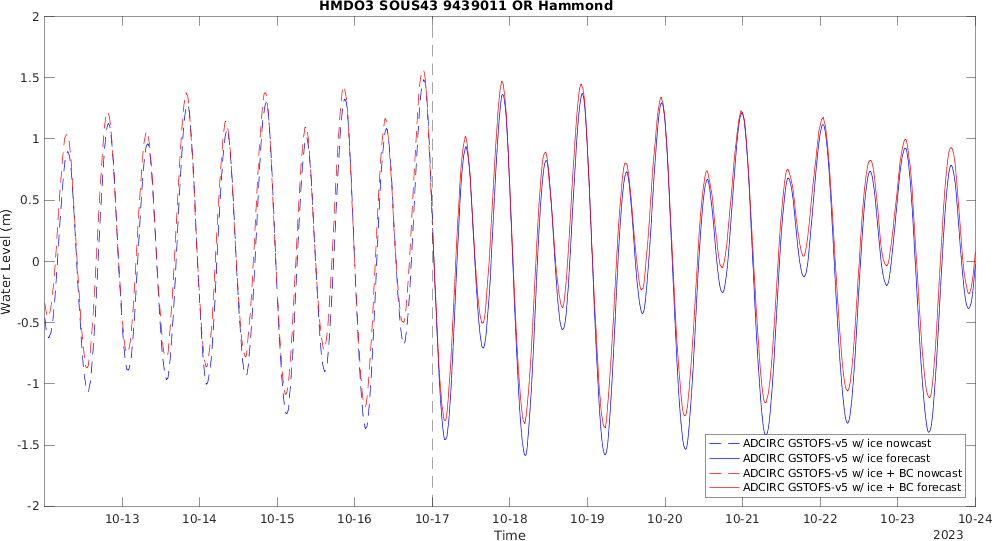 HMDO3 SOUS43 9439011 OR Hammond
2
1.5
1
0.5
0
-0.5
-1
-1.5
-2
Water Level (m)
10-13 10-14 10-15 10-16 10-17 10-18 10-19 10-20 10-21 10-22 10-23 10-24
Time
2023
ADCIRC GSTOFS-v5 w/ ice nowcast
ADCIRC GSTOFS-v5 w/ ice forecast
ADCIRC GSTOFS-v5 w/ ice + BC nowcast
ADCIRC GSTOFS-v5 w/ ice + BC forecast